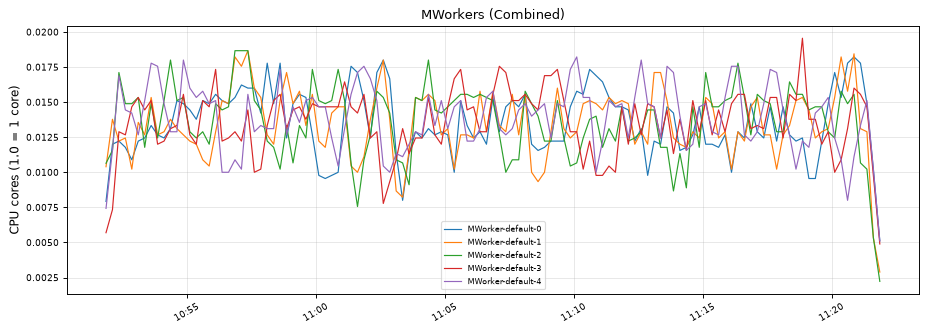 MWorkers (Combined)
CPU cores (1.0 = 1 core)
0.0200
0.0175
0.0150
0.0125
0.0100
0.0075
0.0050
0.0025
MWorker-default-0
MWorker-default-1
MWorker-default-2
MWorker-default-3
MWorker-default-4
10:55
11:00
11:05
11:10
11:15
11:20